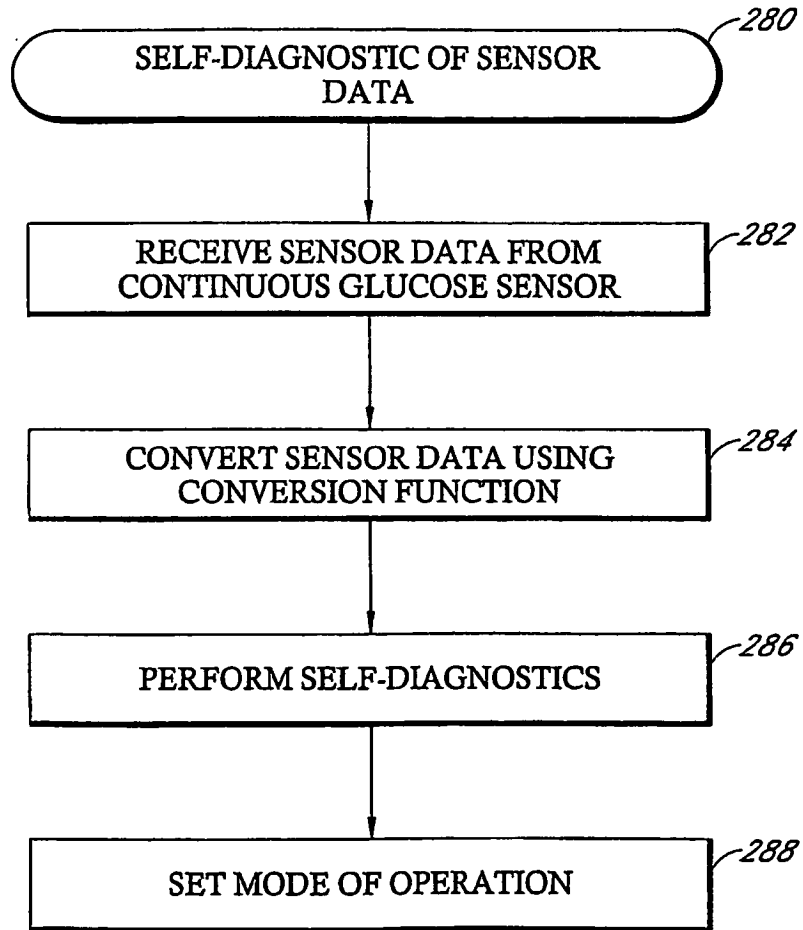 280
SELF-DIAGNOSTIC OF SENSOR
DATA
282
RECEIVE SENSOR DATA FROM
CONTINUOUS GLUCOSE SENSOR
284
CONVERT SENSOR DATA USING
CONVERSION FUNCTION
286
PERFORM SELF-DIAGNOSTICS
288
SET MODE OF OPERATION